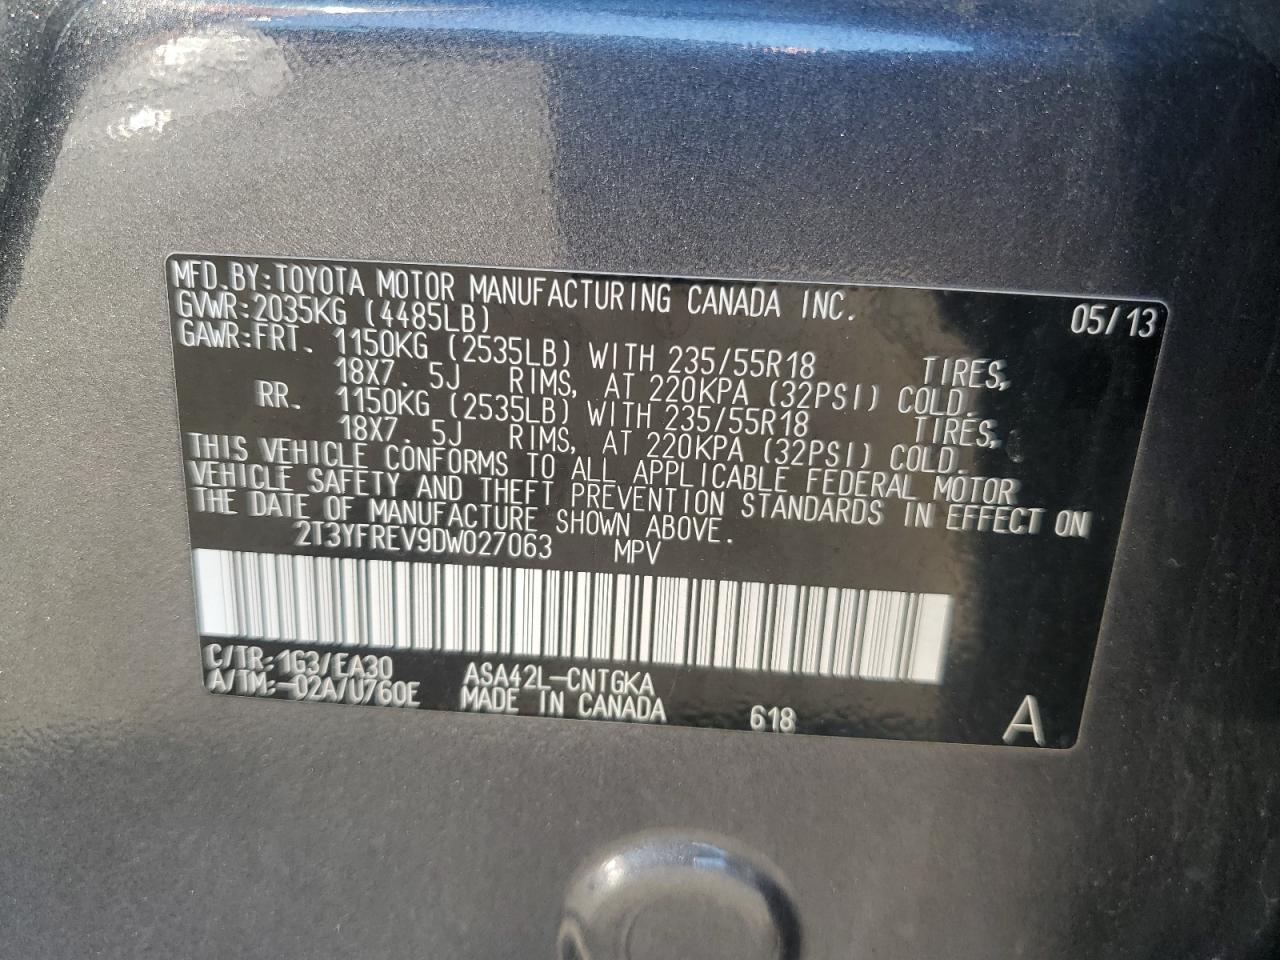 MFD.BY:TOYOTA MOTOR MANUFACTURING CANADA INC. 05/13
GVWR:2035KG (4485LB)
GAWR:FRT. 1150KG (2535LB) WITH 235/55R18 TIRES,
18X7. 5J RIMS, AT 220KPA (32PSI) COLD.
RR. 1150KG (2535LB) WITH 235/55R18 TIRES,
18X7. 5J RIMS, AT 220KPA (32PSI) COLD.
THIS VEHICLE CONFORMS TO ALL APPLICABLE FEDERAL MOTOR
VEHICLE SAFETY AND THEFT PREVENTION STANDARDS IN EFFECT ON
THE DATE OF MANUFACTURE SHOWN ABOVE.
2T3YFREV9DW027063 MPV
C/TR:1G3/EA30 ASA42L-CNTGKA
A/TM:-02A/U760E MADE IN CANADA 618 A